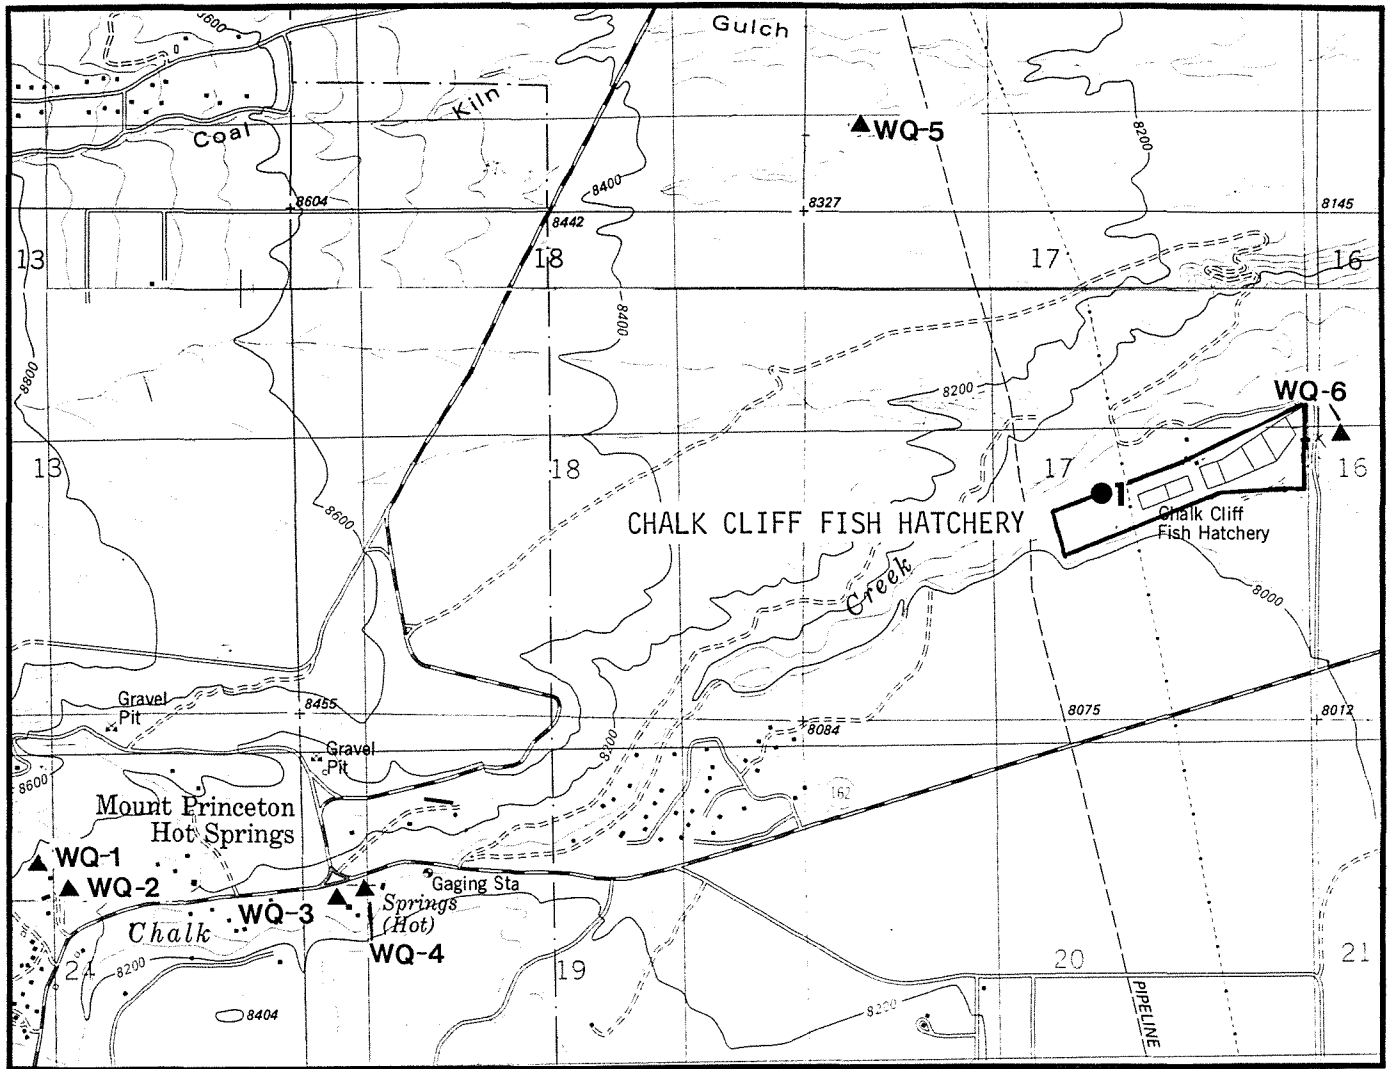 Gulch
8600
Kiln
Coal
WQ-5
8200
8400
8604
8442
8327
8145
13
18
17
16
8400
8800
8200
WQ-6
13
18
17
16
1
8600
CHALK CLIFF FISH HATCHERY
Chalk Cliff
Fish Hatchery
Creek
8000
Gravel
Pit
8455
8075
8012
8084
8200
Gravel
Pit
8600
162
Mount Princeton
Hot Springs
WQ-1
WQ-2
Gaging Sta
WQ-3
Springs
(Hot)
Chalk
WQ-4
24
8200
19
20
21
8404
8200
PIPELINE